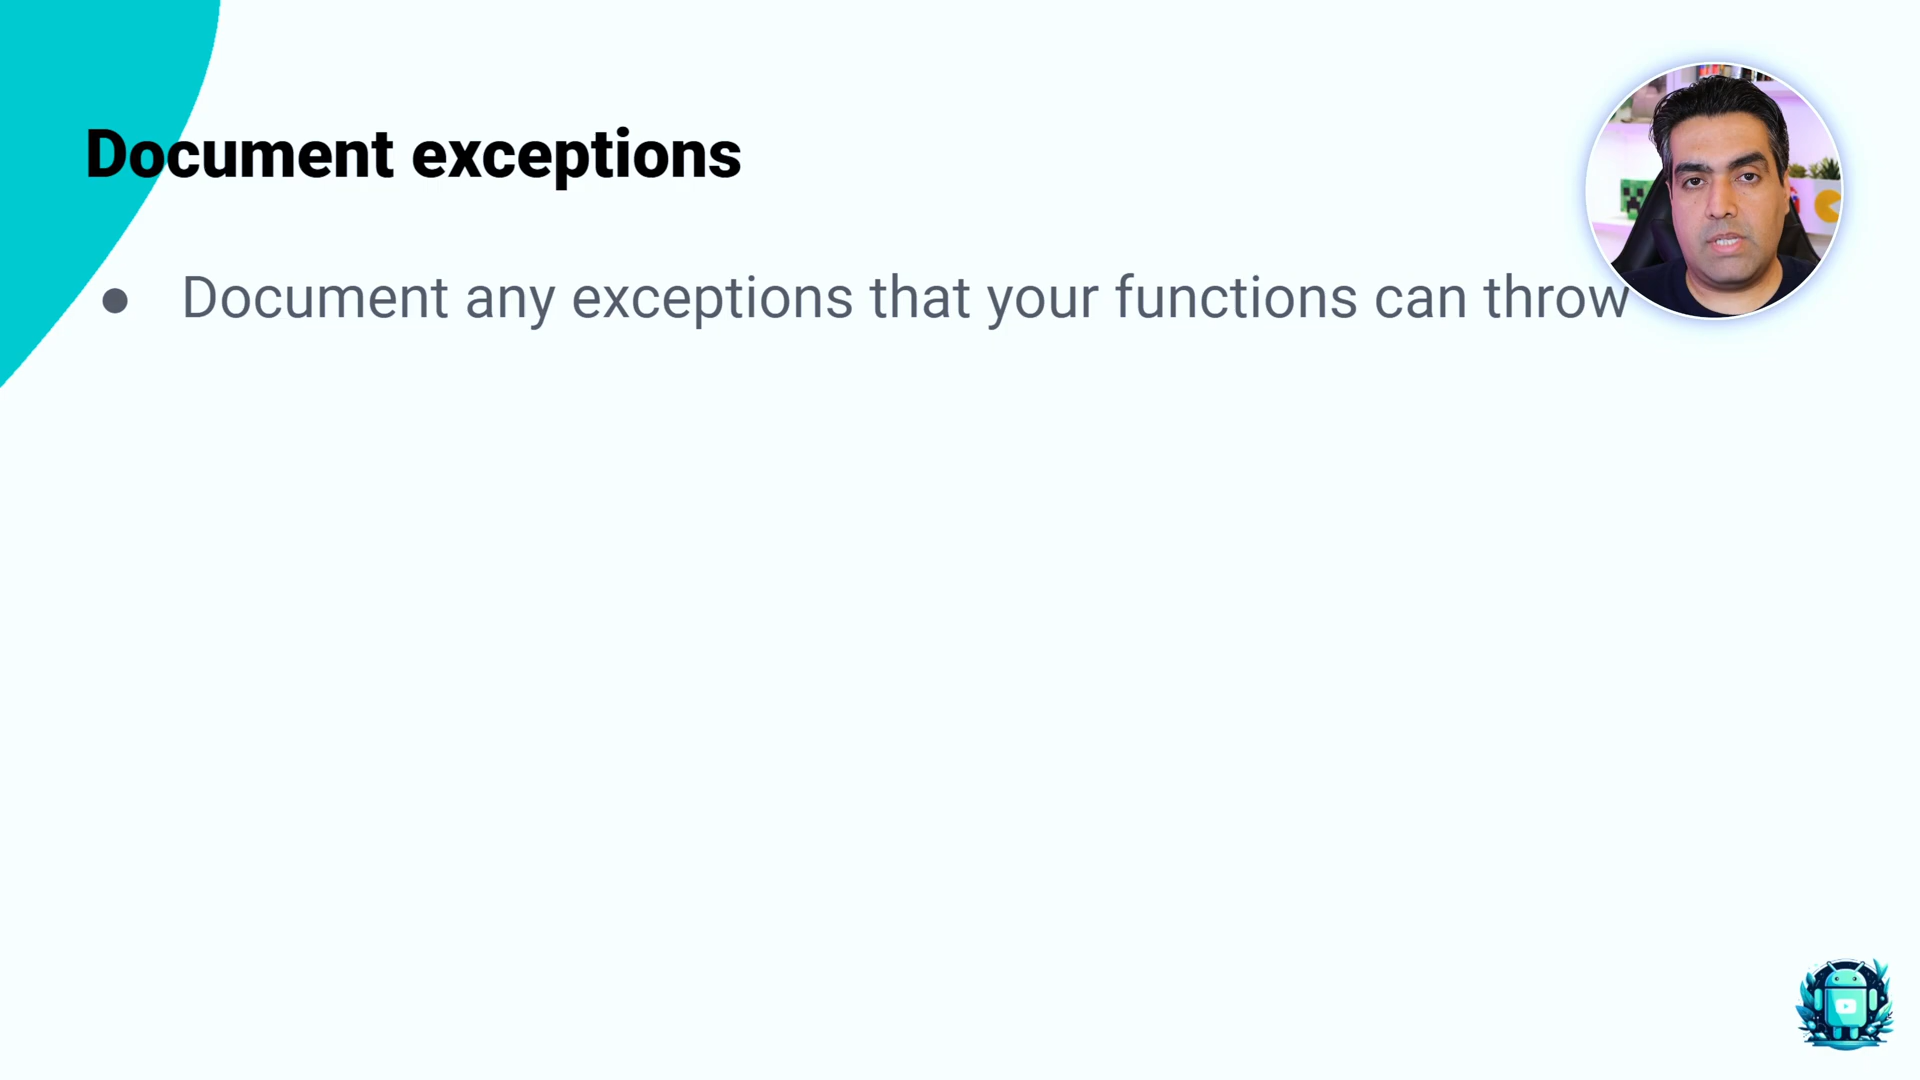 Document exceptions
● Document any exceptions that your functions can throw